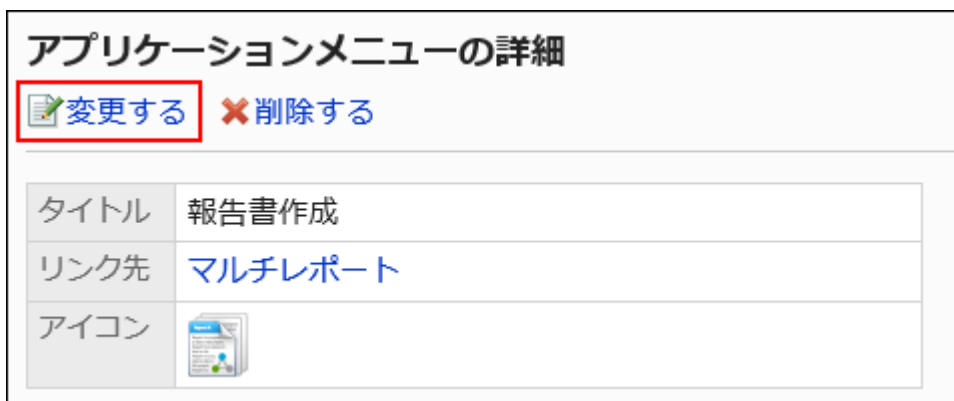 アプリケーションメニューの詳細
変更する 削除する
タイトル 報告書作成
リンク先 マルチレポート
アイコン